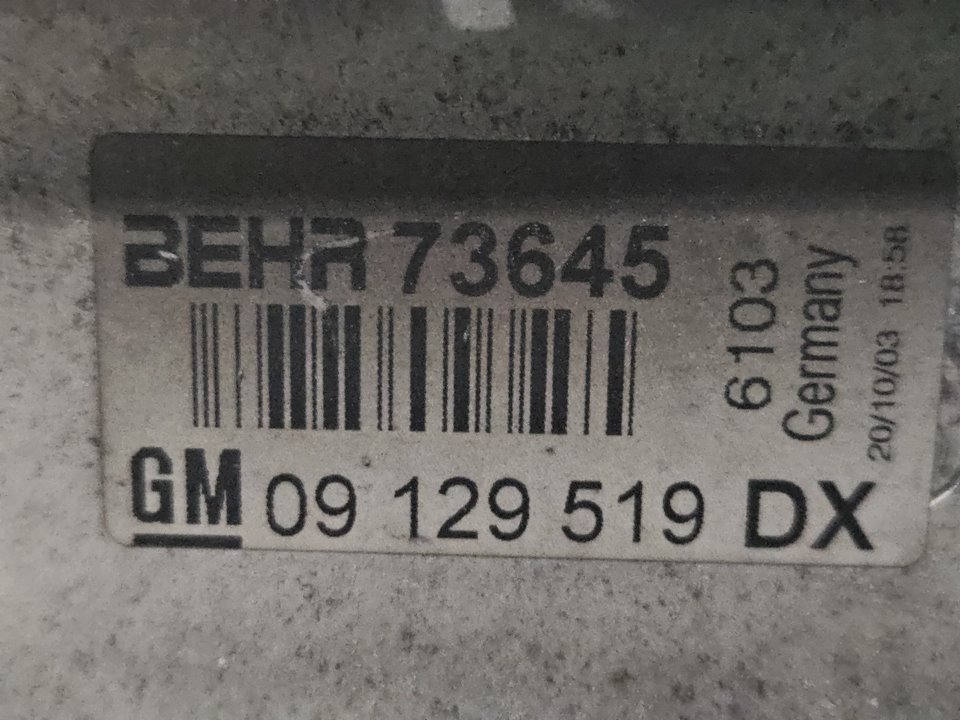 BEHR 73645
GM 09 129 519 DX
6103
Germany
20/10/03 18:58